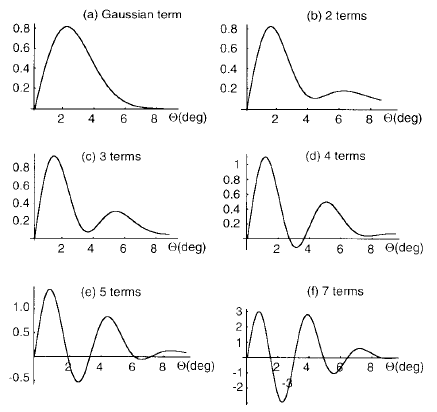 (a) Gaussian term
0.8
0.6
0.4
0.2
2 4 6 8 Θ(deg)
(b) 2 terms
0.8
0.6
0.4
0.2
2 4 6 8 Θ(deg)
(c) 3 terms
0.8
0.6
0.4
0.2
2 4 6 8 Θ(deg)
(d) 4 terms
1
0.8
0.6
0.4
0.2
2 4 6 8 Θ(deg)
(e) 5 terms
1.0
0.5
-0.5
2 4 6 8 Θ(deg)
(f) 7 terms
3
2
1
-1
-2
-3
2 4 6 8 Θ(deg)